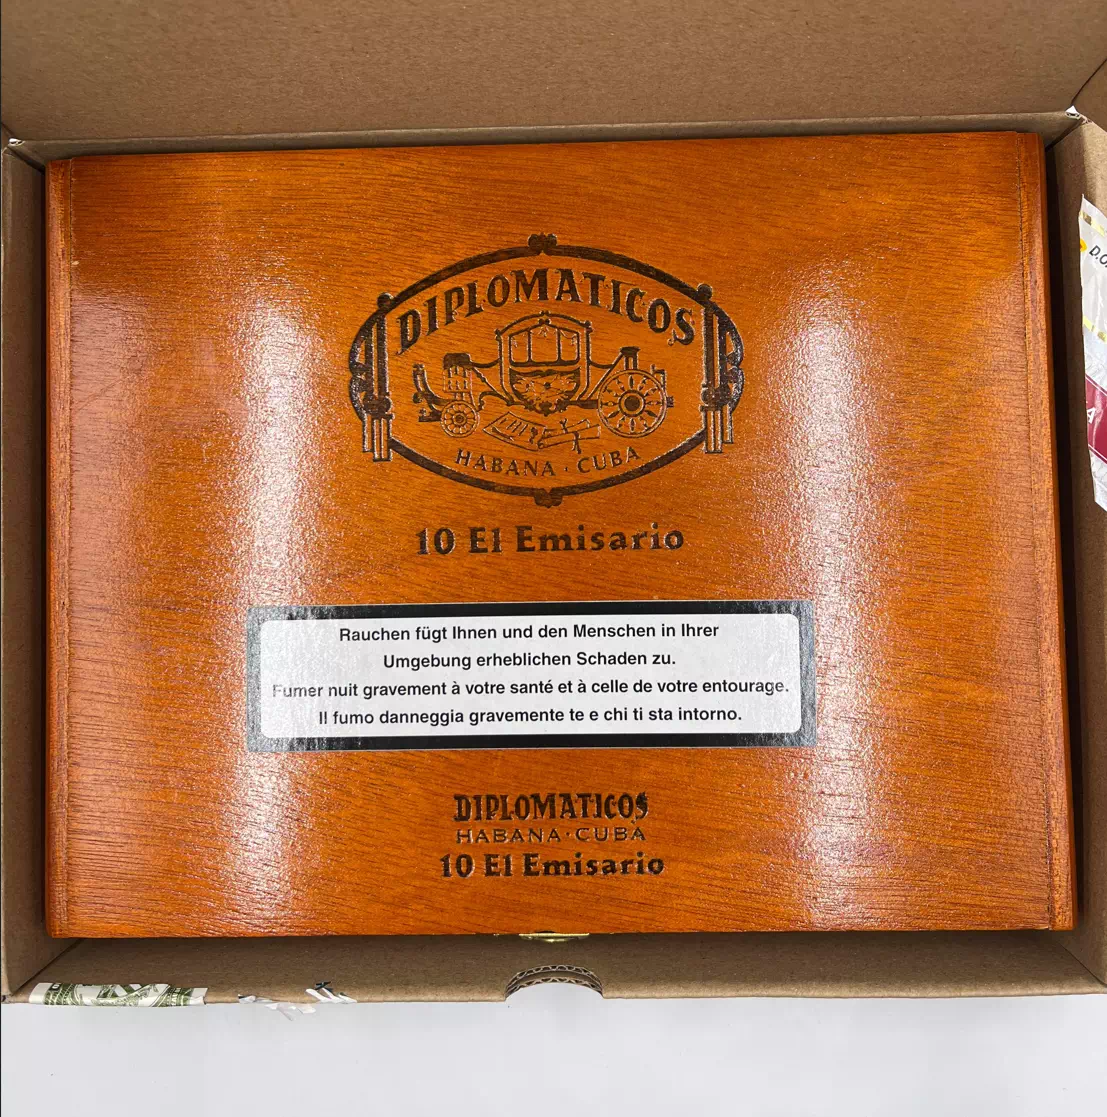 DIPLOMATICOS
HABANA · CUBA
10 El Emisario
Rauchen fügt Ihnen und den Menschen in Ihrer
Umgebung erheblichen Schaden zu.
Fumer nuit gravement à votre santé et à celle de votre entourage.
Il fumo danneggia gravemente te e chi ti sta intorno.
DIPLOMATICOS
HABANA · CUBA
10 El Emisario
D.O.
A